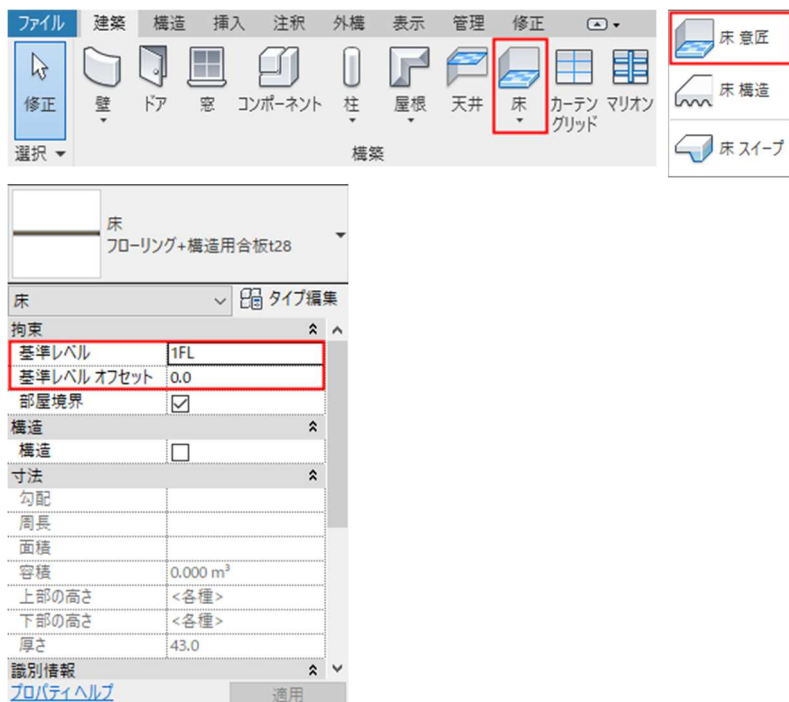 ファイル 建築 構造 挿入 注釈 外構 表示 管理 修正
修正 壁 ドア 窓 コンポーネント 柱 屋根 天井 床 カーテン グリッド マリオン
選択 構築
床 意匠
床 構造
床 スイープ
床
フローリング+構造用合板t28
床 タイプ編集
拘束
基準レベル 1FL
基準レベル オフセット 0.0
部屋境界
構造
構造
寸法
勾配
周長
面積
容積 0.000 m³
上部の高さ <各種>
下部の高さ <各種>
厚さ 43.0
識別情報
プロパティヘルプ 適用